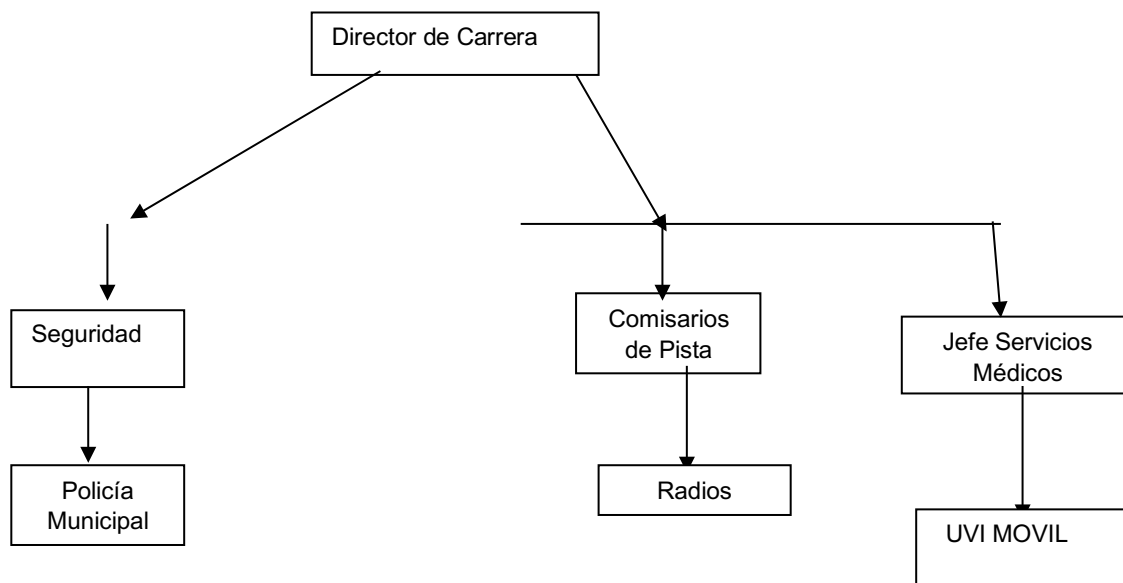 Director de Carrera
Seguridad
Comisarios
de Pista
Jefe Servicios
Médicos
Policía
Municipal
Radios
UVI MOVIL